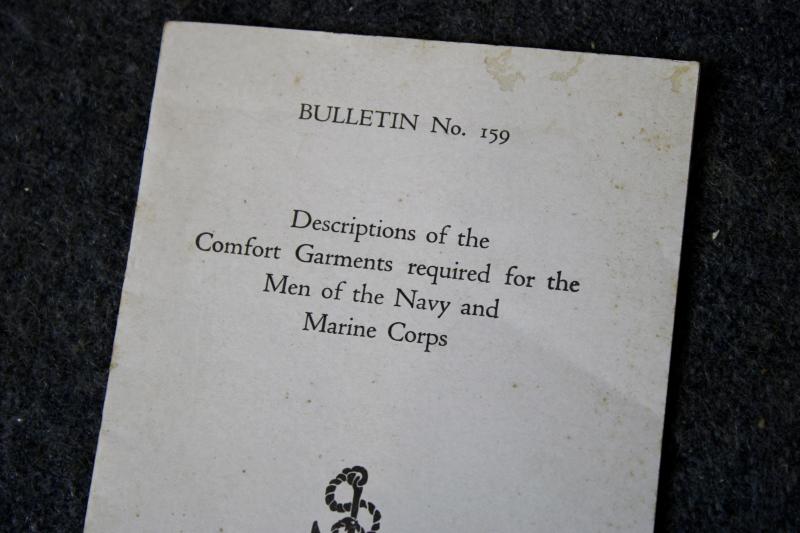 BULLETIN No. 159
Descriptions of the
Comfort Garments required for the
Men of the Navy and
Marine Corps